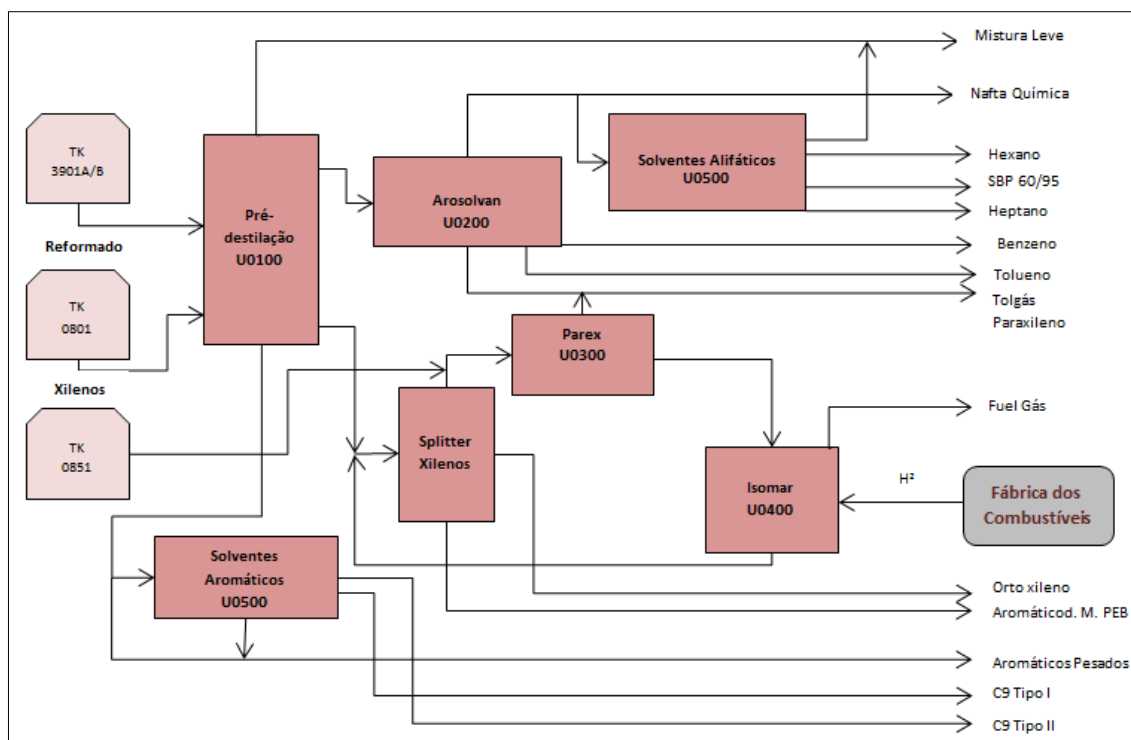 Mistura Leve
Nafta Química
TK
3901A/B
Pré-
destilação
U0100
Arosolvan
U0200
Solventes Alifáticos
U0500
Hexano
SBP 60/95
Heptano
Reformado
Benzeno
Tolueno
Tolgás
Paraxileno
TK
0801
Parex
U0300
Xilenos
Fuel Gás
TK
0851
Splitter
Xilenos
Isomar
U0400
H²
Fábrica dos
Combustíveis
Solventes
Aromáticos
U0500
Orto xileno
Aromáticod. M. PEB
Aromáticos Pesados
C9 Tipo I
C9 Tipo II